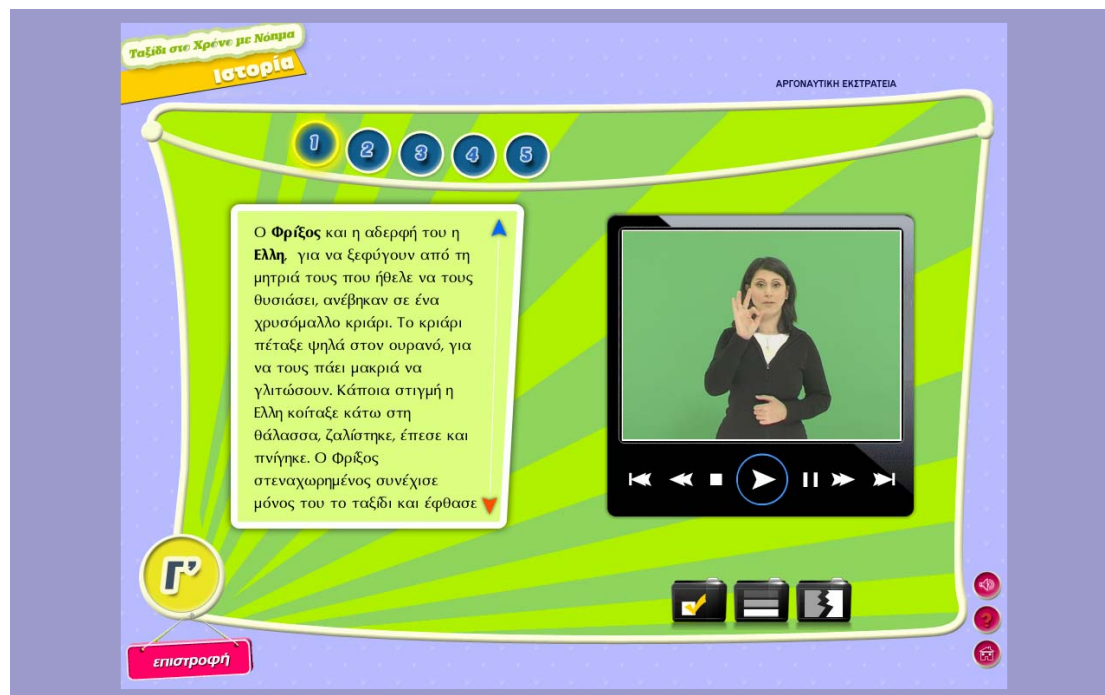 Ταξίδι στο Χρόνο με Νόημα
Ιστορία
ΑΡΓΟΝΑΥΤΙΚΗ ΕΚΣΤΡΑΤΕΙΑ
1 2 3 4 5
Ο Φρίξος και η αδερφή του η
Ελλη, για να ξεφύγουν από τη
μητριά τους που ήθελε να τους
θυσιάσει, ανέβηκαν σε ένα
χρυσόμαλλο κριάρι. Το κριάρι
πέταξε ψηλά στον ουρανό, για
να τους πάει μακριά να
γλιτώσουν. Κάποια στιγμή η
Ελλη κοίταξε κάτω στη
θάλασσα, ζαλίστηκε, έπεσε και
πνίγηκε. Ο Φρίξος
στεναχωρημένος συνέχισε
μόνος του το ταξίδι και έφθασε
Γ'
επιστροφή
?